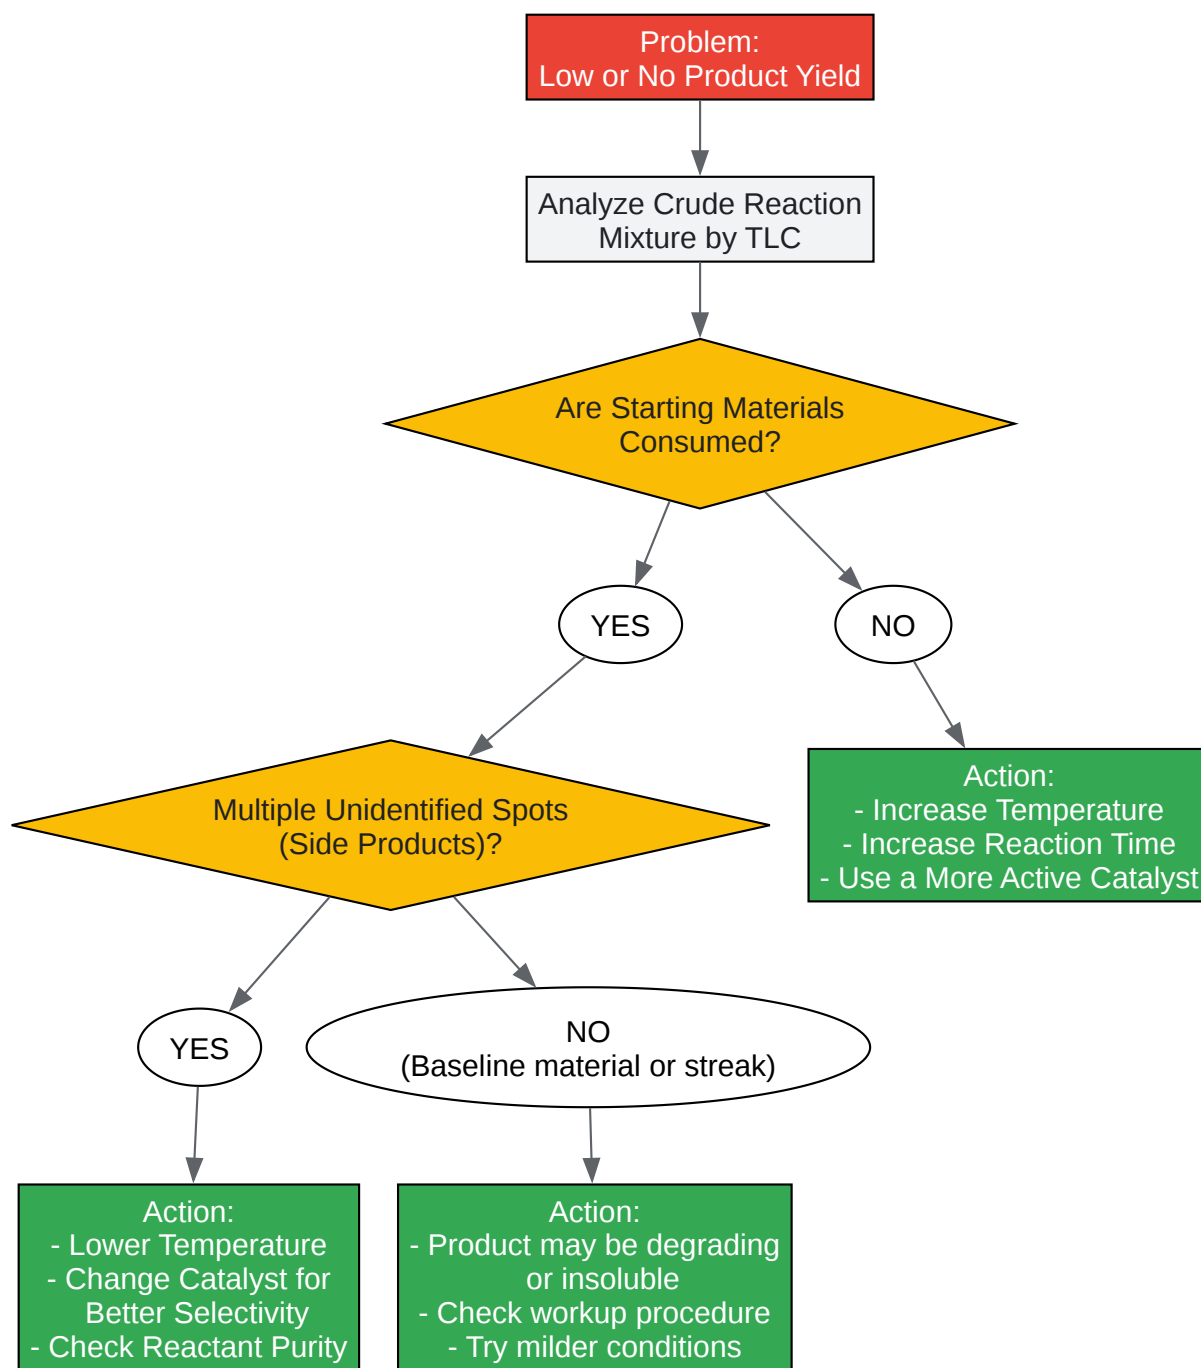 Problem:
Low or No Product Yield
Analyze Crude Reaction
Mixture by TLC
Are Starting Materials
Consumed?
YES
NO
Multiple Unidentified Spots
(Side Products)?
Action:
- Increase Temperature
- Increase Reaction Time
- Use a More Active Catalyst
YES
NO
(Baseline material or streak)
Action:
- Lower Temperature
- Change Catalyst for
Better Selectivity
- Check Reactant Purity
Action:
- Product may be degrading
or insoluble
- Check workup procedure
- Try milder conditions